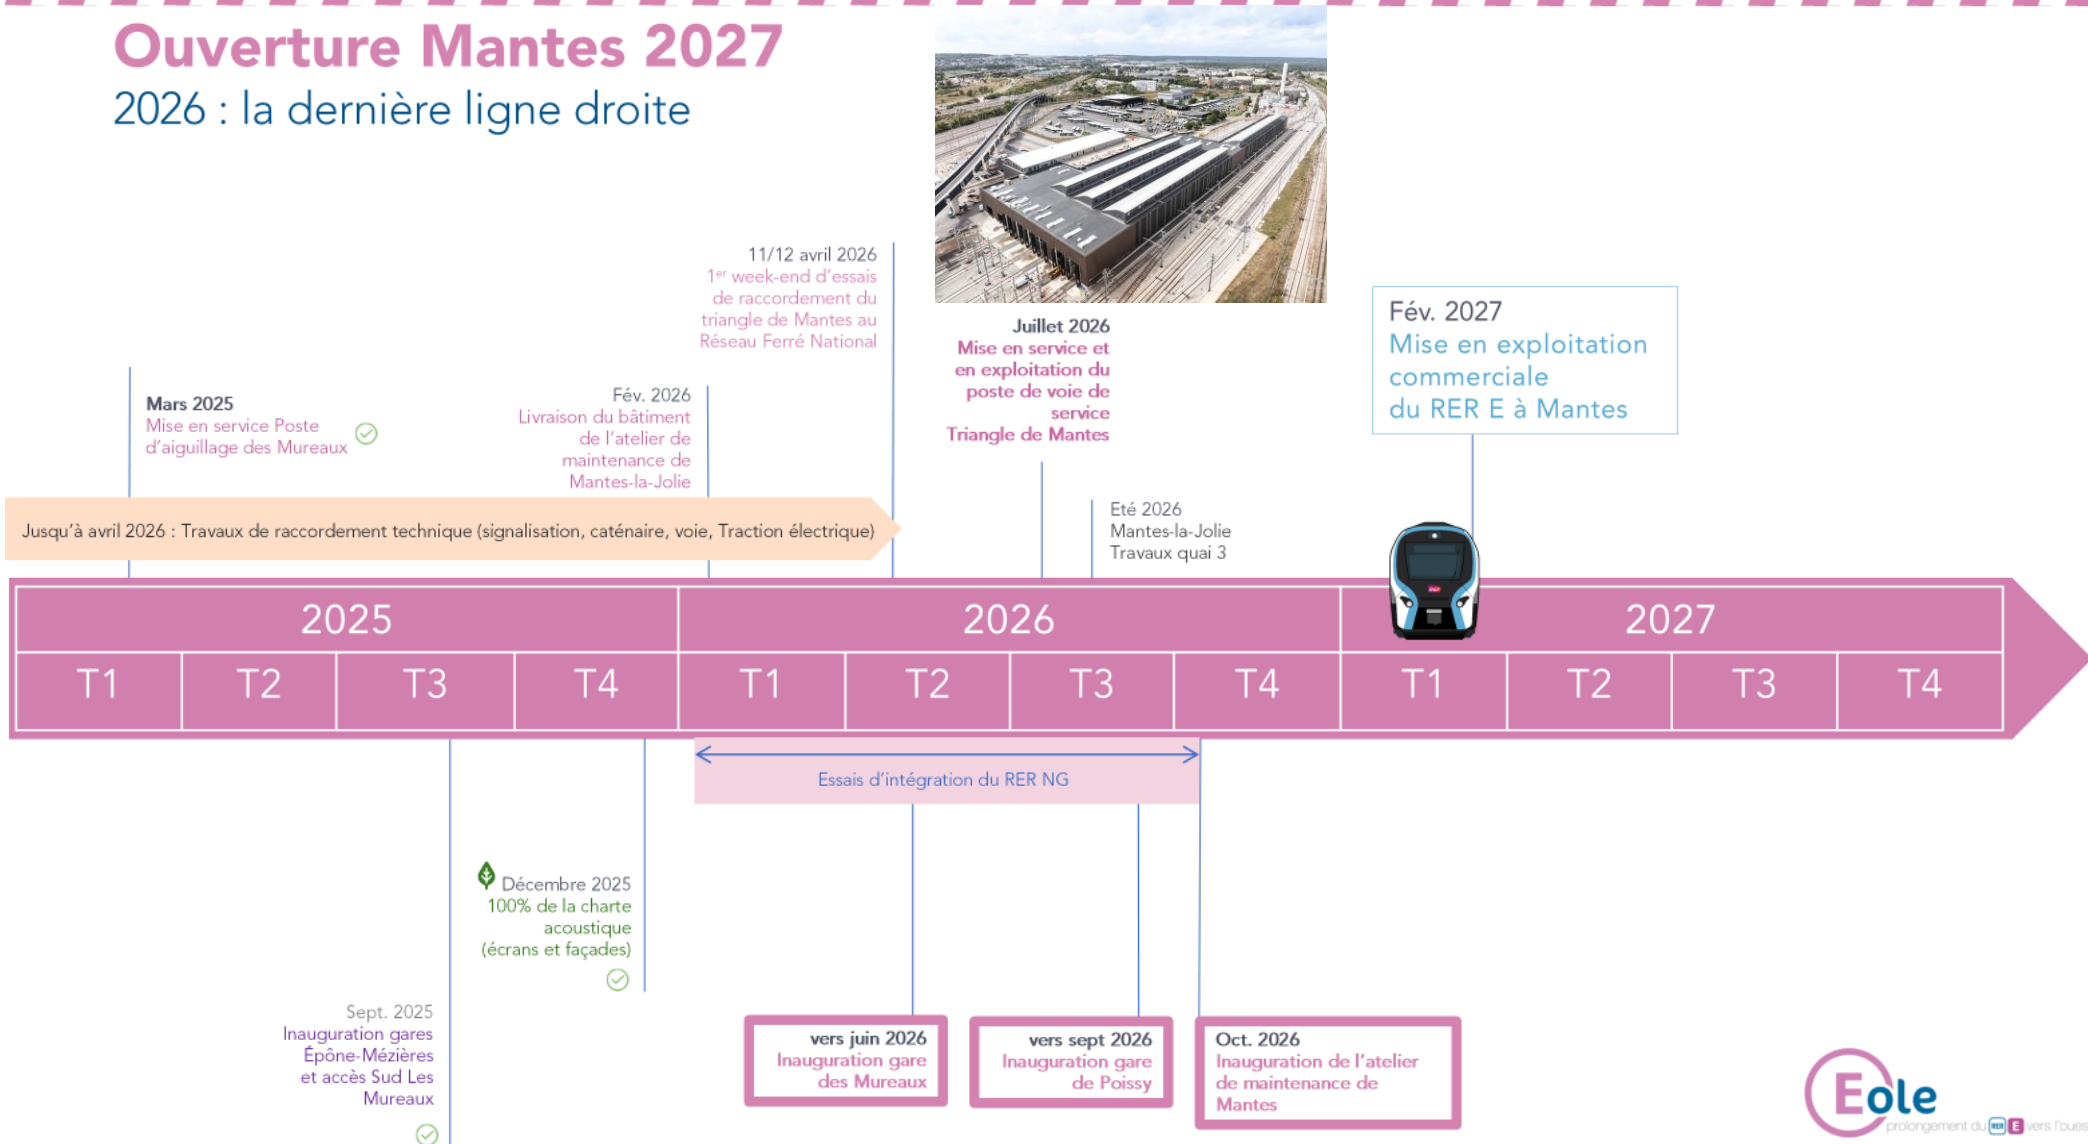 Ouverture Mantes 2027
2026 : la dernière ligne droite
11/12 avril 2026
1er week-end d'essais
de raccordement du
triangle de Mantes au
Réseau Ferré National
Juillet 2026
Mise en service et
en exploitation du
poste de voie de
service
Triangle de Mantes
Fév. 2027
Mise en exploitation
commerciale
du RER E à Mantes
Mars 2025
Mise en service Poste
d'aiguillage des Mureaux
Fév. 2026
Livraison du bâtiment
de l'atelier de
maintenance de
Mantes-la-Jolie
Eté 2026
Mantes-la-Jolie
Travaux quai 3
Jusqu'à avril 2026 : Travaux de raccordement technique (signalisation, caténaire, voie, Traction électrique)
2025
2026
2027
T1
T2
T3
T4
T1
T2
T3
T4
T1
T2
T3
T4
Essais d'intégration du RER NG
Décembre 2025
100% de la charte
acoustique
(écrans et façades)
Sept. 2025
Inauguration gares
Épône-Mézières
et accès Sud Les
Mureaux
vers juin 2026
Inauguration gare
des Mureaux
vers sept 2026
Inauguration gare
de Poissy
Oct. 2026
Inauguration de l'atelier
de maintenance de
Mantes
Eole
prolongement du RER E vers l'oues